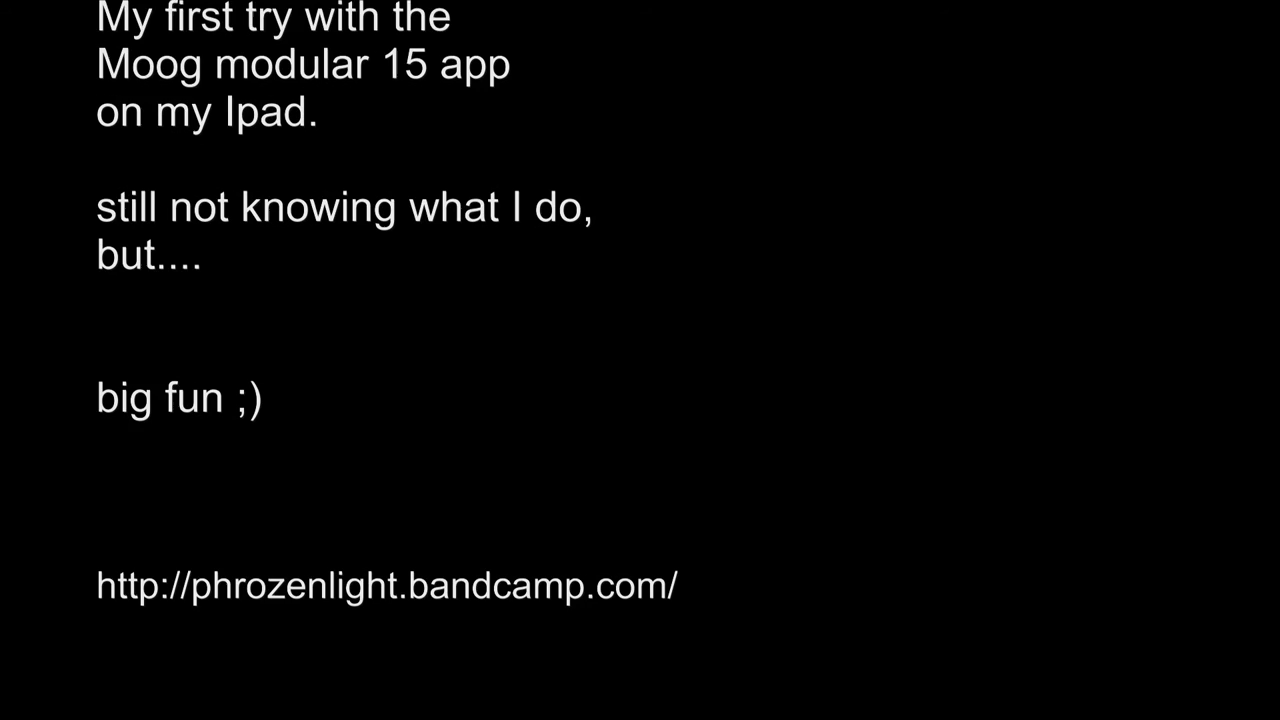 My first try with the
Moog modular 15 app
on my Ipad.
still not knowing what I do,
but....
big fun ;)
http://phrozenlight.bandcamp.com/